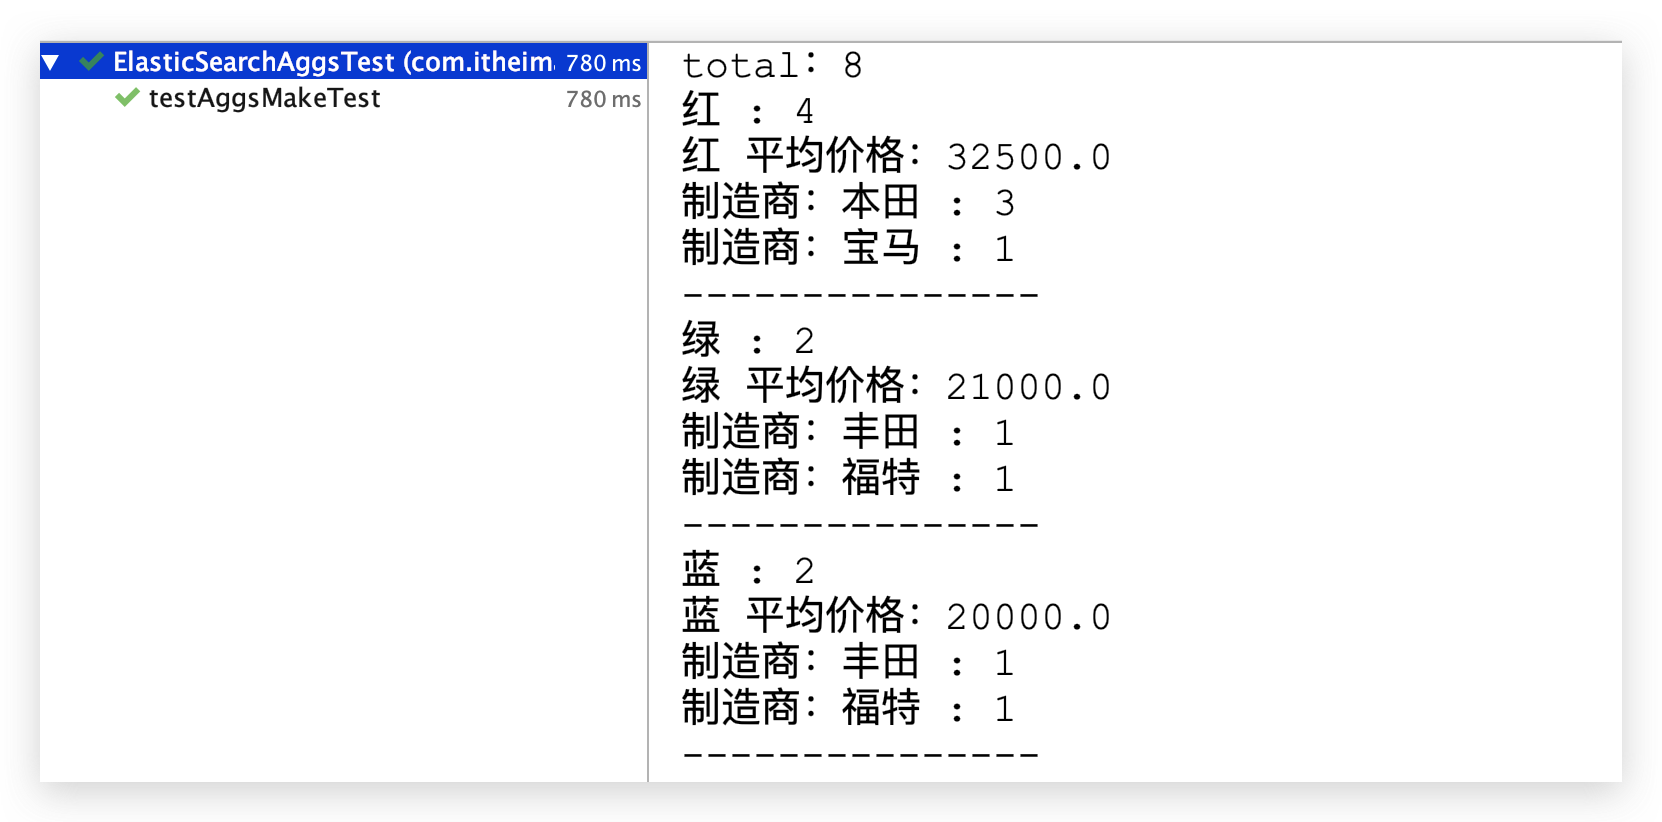 ElasticSearchAggsTest (com.itheim 780 ms
testAggsMakeTest 780 ms
total: 8
红 : 4
红 平均价格: 32500.0
制造商: 本田 : 3
制造商: 宝马 : 1
---------------
绿 : 2
绿 平均价格: 21000.0
制造商: 丰田 : 1
制造商: 福特 : 1
---------------
蓝 : 2
蓝 平均价格: 20000.0
制造商: 丰田 : 1
制造商: 福特 : 1
---------------